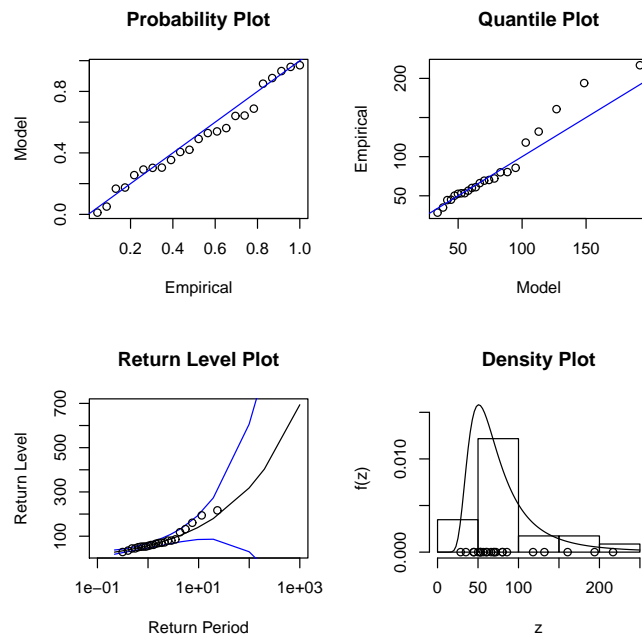 Probability Plot
Model
0.0 0.4 0.8
0.2 0.4 0.6 0.8 1.0
Empirical
Quantile Plot
Empirical
50 100 200
50 100 150
Model
Return Level Plot
Return Level
100 300 500 700
1e−01 1e+01 1e+03
Return Period
Density Plot
f(z)
0.000 0.010
0 50 100 200
z